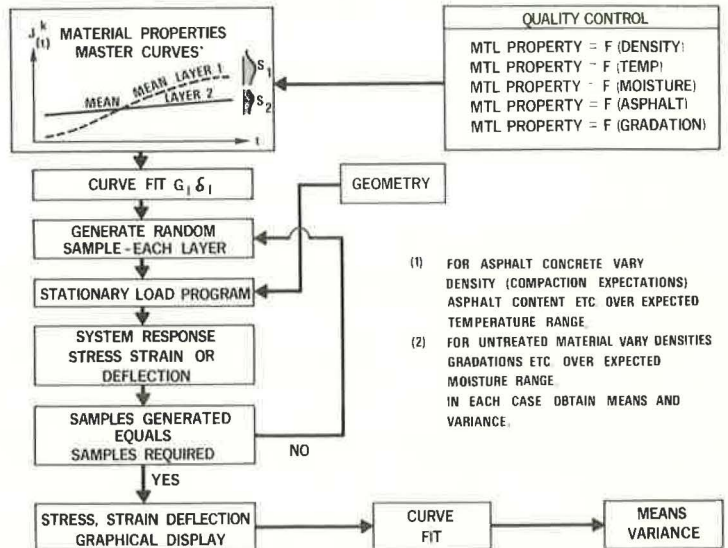 J k (t)
MATERIAL PROPERTIES
MASTER CURVES'
MEAN LAYER 1
MEAN LAYER 2
S1
S2
t
QUALITY CONTROL
MTL PROPERTY = F (DENSITY)
MTL PROPERTY - F (TEMP)
MTL PROPERTY - F (MOISTURE)
MTL PROPERTY = F (ASPHALT)
MTL PROPERTY = F (GRADATION)
CURVE FIT G1 δ1
GEOMETRY
GENERATE RANDOM
SAMPLE - EACH LAYER
STATIONARY LOAD PROGRAM
SYSTEM RESPONSE
STRESS STRAIN OR
DEFLECTION
SAMPLES GENERATED
EQUALS
SAMPLES REQUIRED
NO
YES
(1) FOR ASPHALT CONCRETE VARY
DENSITY (COMPACTION EXPECTATIONS)
ASPHALT CONTENT ETC. OVER EXPECTED
TEMPERATURE RANGE.
(2) FOR UNTREATED MATERIAL VARY DENSITIES
GRADATIONS ETC. OVER EXPECTED
MOISTURE RANGE.
IN EACH CASE OBTAIN MEANS AND
VARIANCE.
STRESS, STRAIN DEFLECTION
GRAPHICAL DISPLAY
CURVE
FIT
MEANS
VARIANCE